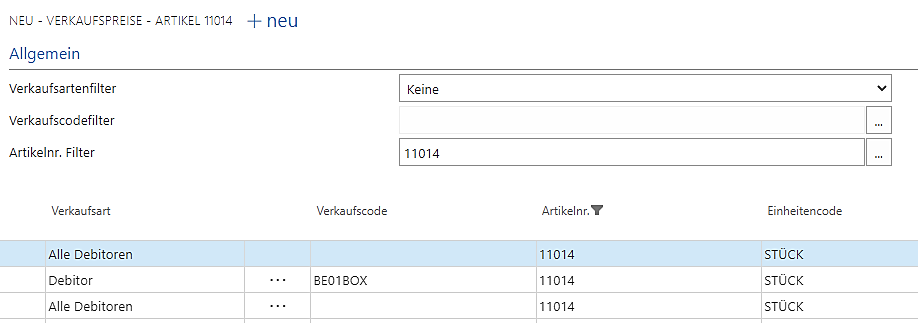 NEU - VERKAUFSPREISE - ARTIKEL 11014 + neu
Allgemein
Verkaufsartenfilter Keine
Verkaufscodefilter ...
Artikelnr. Filter 11014 ...
Verkaufsart Verkaufscode Artikelnr. Einheitencode
Alle Debitoren 11014 STÜCK
Debitor ... BE01BOX 11014 STÜCK
Alle Debitoren ... 11014 STÜCK